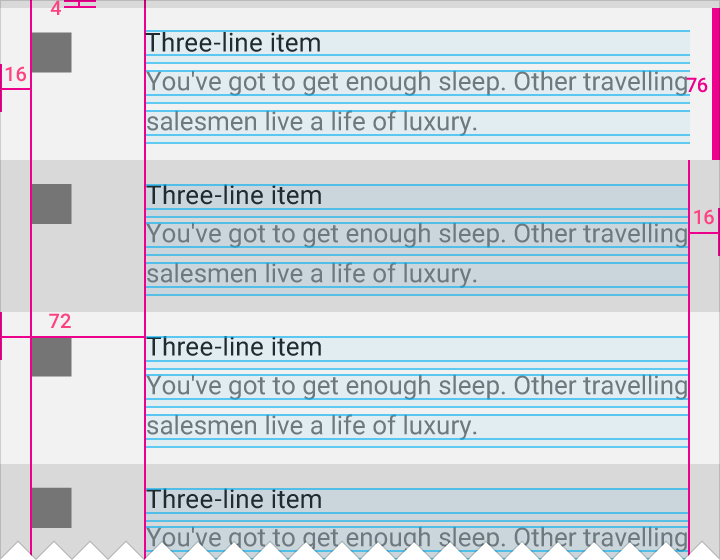 4
Three-line item
16
You've got to get enough sleep. Other travelling
76
salesmen live a life of luxury.
Three-line item
16
You've got to get enough sleep. Other travelling
salesmen live a life of luxury.
72
Three-line item
You've got to get enough sleep. Other travelling
salesmen live a life of luxury.
Three-line item
You've got to get enough sleep. Other travelling